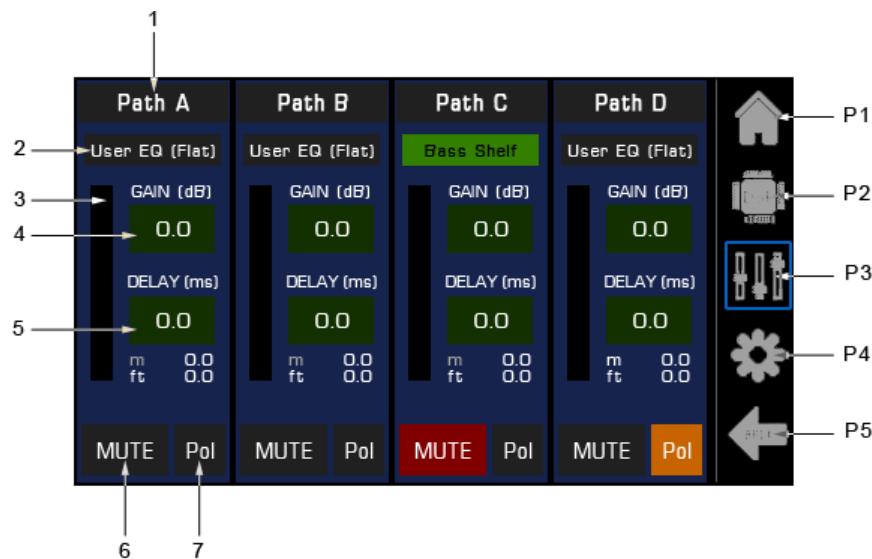 1
Path A
Path B
Path C
Path D
P1
2
User EQ (Flat)
User EQ (Flat)
Bass Shelf
User EQ (Flat)
P2
3
GAIN (dB)
GAIN (dB)
GAIN (dB)
GAIN (dB)
4
0.0
0.0
0.0
0.0
P3
DELAY (ms)
DELAY (ms)
DELAY (ms)
DELAY (ms)
5
0.0
0.0
0.0
0.0
m 0.0
ft 0.0
m 0.0
ft 0.0
m 0.0
ft 0.0
m 0.0
ft 0.0
P4
MUTE
Pol
MUTE
Pol
MUTE
Pol
MUTE
Pol
P5
6
7